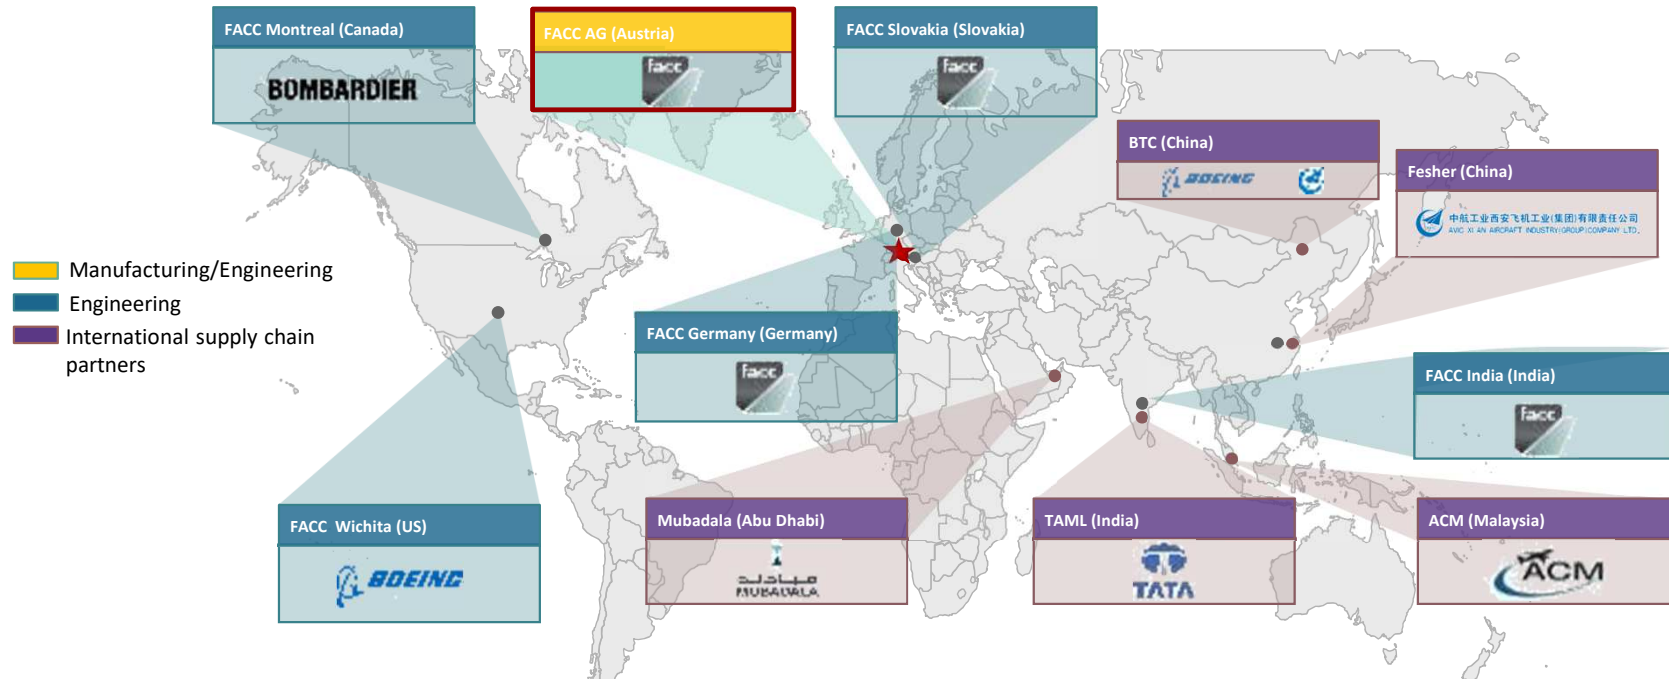 FACC Montreal (Canada)
BOMBARDIER
FACC AG (Austria)
facc
FACC Slovakia (Slovakia)
facc
BTC (China)
BOEING
Fesher (China)
中航工业西安飞机工业(集团)有限责任公司
AVIC XI AN AIRCRAFT INDUSTRY(GROUP)COMPANY LTD.
Manufacturing/Engineering
Engineering
International supply chain
partners
FACC Germany (Germany)
facc
FACC India (India)
facc
FACC Wichita (US)
BOEING
Mubadala (Abu Dhabi)
مبادلة
MUBADALA
TAML (India)
TATA
ACM (Malaysia)
ACM